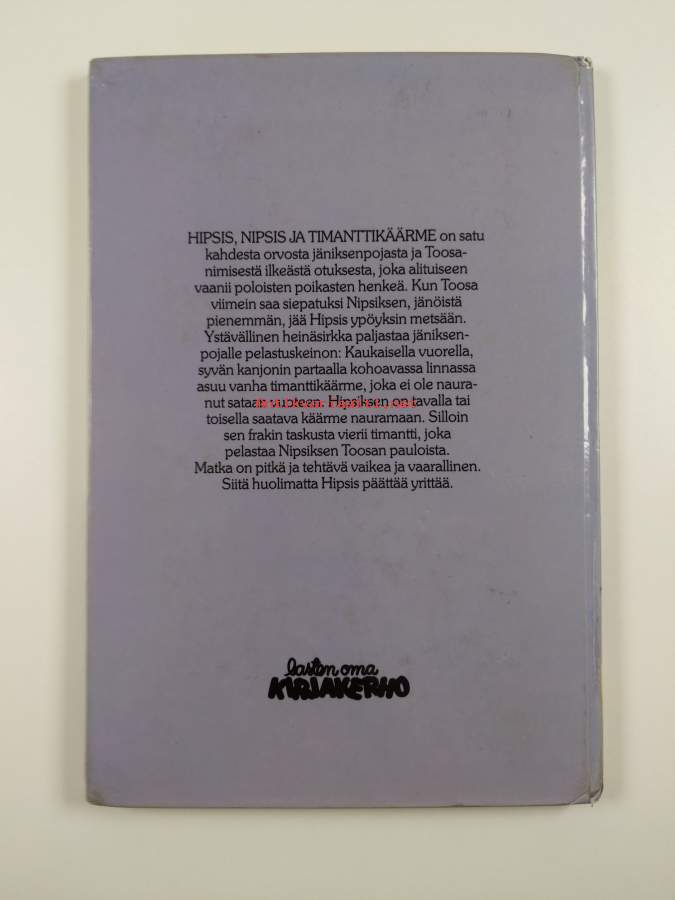 HIPSIS, NIPSIS JA TIMANTTIKÄÄRME on satu
kahdesta orvosta jäniksenpojasta ja Toosa-
nimisestä ilkeästä otuksesta, joka alituiseen
vaanii poloisten poikasten henkeä. Kun Toosa
viimein saa siepatuksi Nipsiksen, jänöistä
pienemmän, jää Hipsis ypöyksin metsään.
Ystävällinen heinäsirkka paljastaa jäniksen-
pojalle pelastuskeinon: Kaukaisella vuorella,
syvän kanjonin partaalla kohoavassa linnassa
asuu vanha timanttikäärme, joka ei ole naura-
nut sataan vuoteen. Hipsiksen on tavalla tai
toisella saatava käärme nauramaan. Silloin
sen frakin taskusta vierii timantti, joka
pelastaa Nipsiksen Toosan pauloista.
Matka on pitkä ja tehtävä vaikea ja vaarallinen.
Siitä huolimatta Hipsis päättää yrittää.
lasten oma
KIRJAKERHO